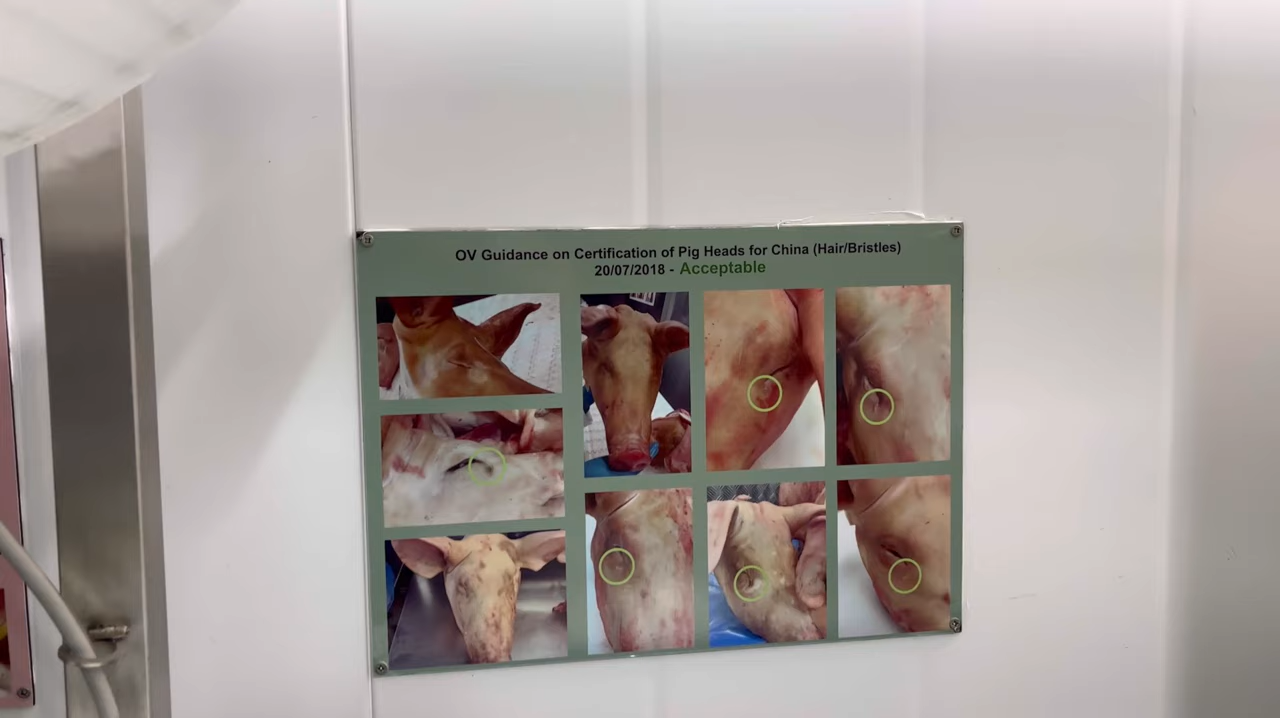 OV Guidance on Certification of Pig Heads for China (Hair/Bristles)
20/07/2018 - Acceptable